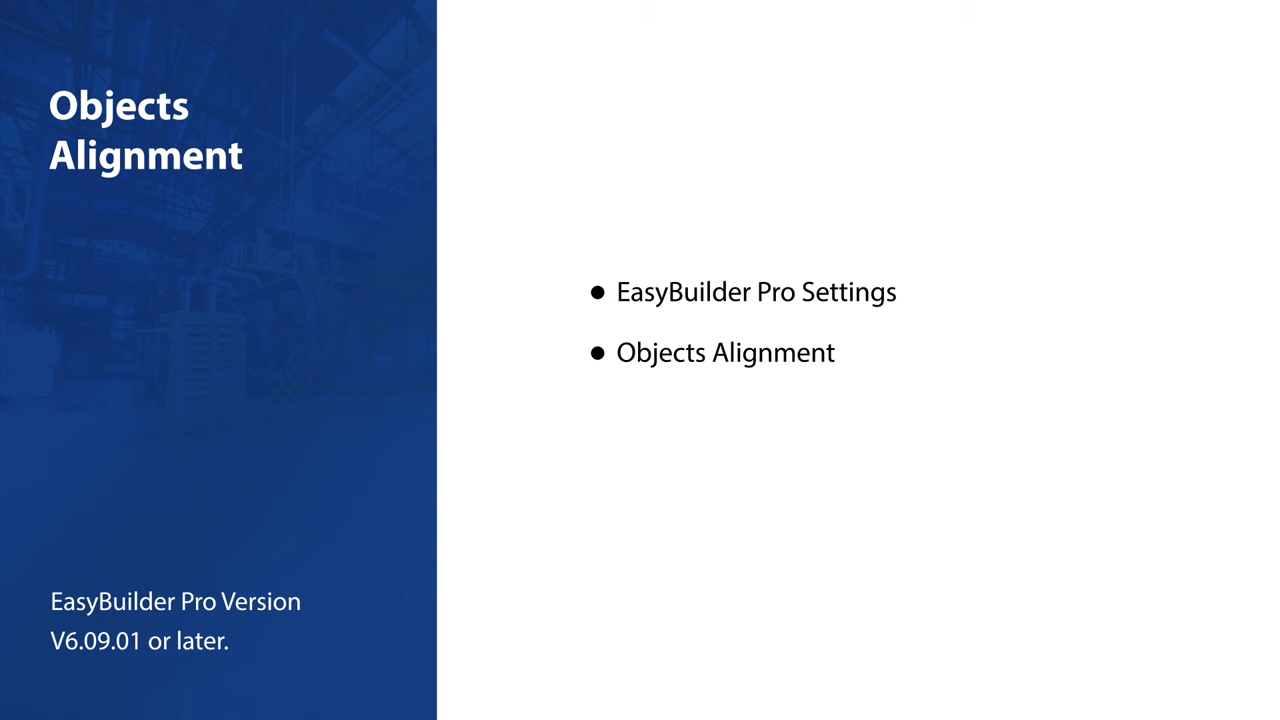 Objects
Alignment
● EasyBuilder Pro Settings
● Objects Alignment
EasyBuilder Pro Version
V6.09.01 or later.